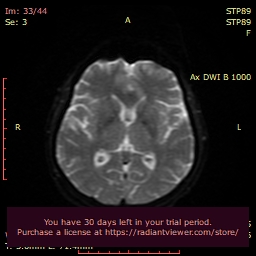 Im: 33/44
Se: 3
A
STP89
STP89
F
Ax DWI B 1000
R
L
You have 30 days left in your trial period.
Purchase a license at https://radiantviewer.com/store/